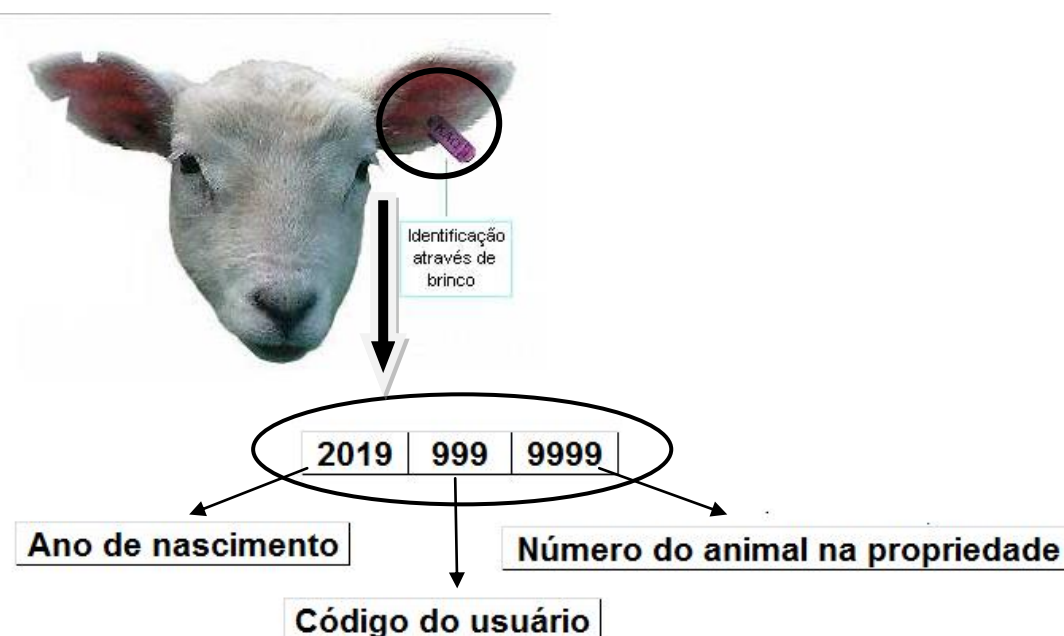 Identificação
através de
brinco
2019 999 9999
Ano de nascimento
Número do animal na propriedade
Código do usuário